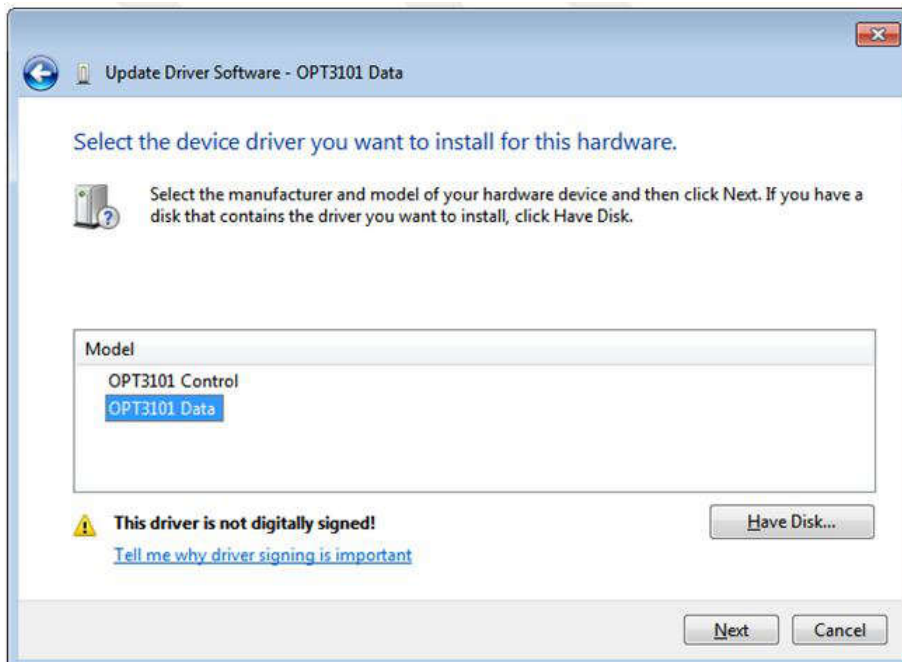 Update Driver Software - OPT3101 Data
Select the device driver you want to install for this hardware.
Select the manufacturer and model of your hardware device and then click Next. If you have a
disk that contains the driver you want to install, click Have Disk.
Model
OPT3101 Control
OPT3101 Data
This driver is not digitally signed!
Have Disk...
Tell me why driver signing is important
Next
Cancel